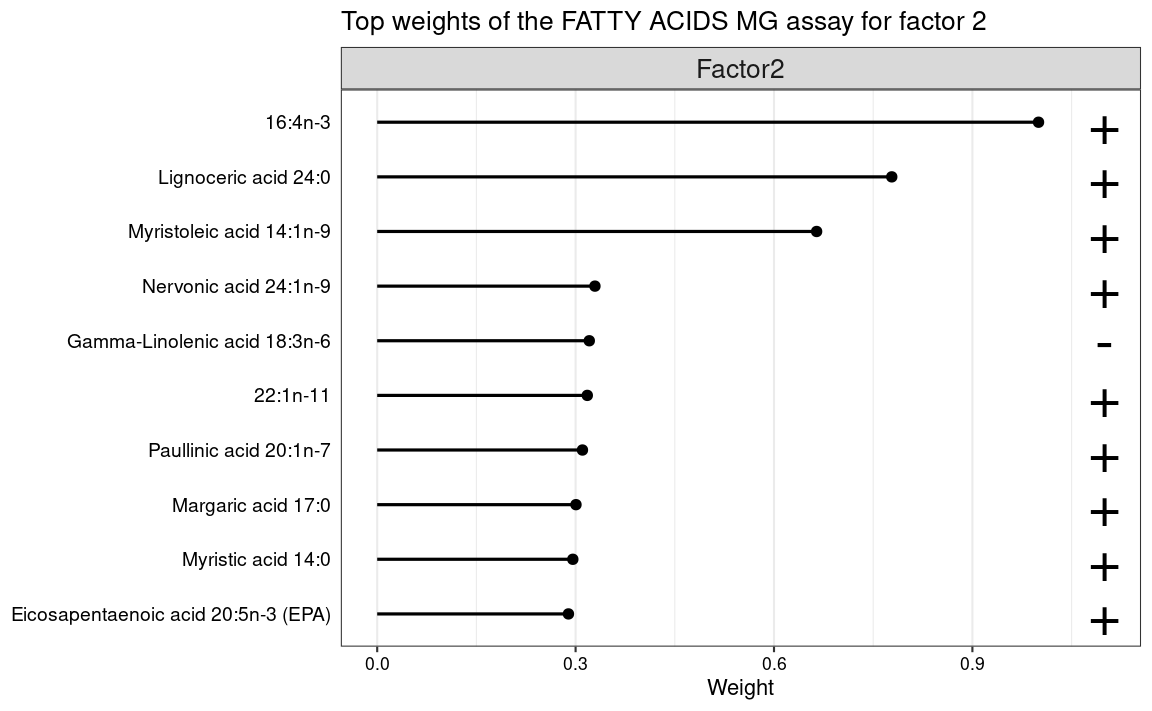 Top weights of the FATTY ACIDS MG assay for factor 2
Factor2
16:4n-3 +
Lignoceric acid 24:0 +
Myristoleic acid 14:1n-9 +
Nervonic acid 24:1n-9 +
Gamma-Linolenic acid 18:3n-6 -
22:1n-11 +
Paullinic acid 20:1n-7 +
Margaric acid 17:0 +
Myristic acid 14:0 +
Eicosapentaenoic acid 20:5n-3 (EPA) +
0.0 0.3 0.6 0.9
Weight